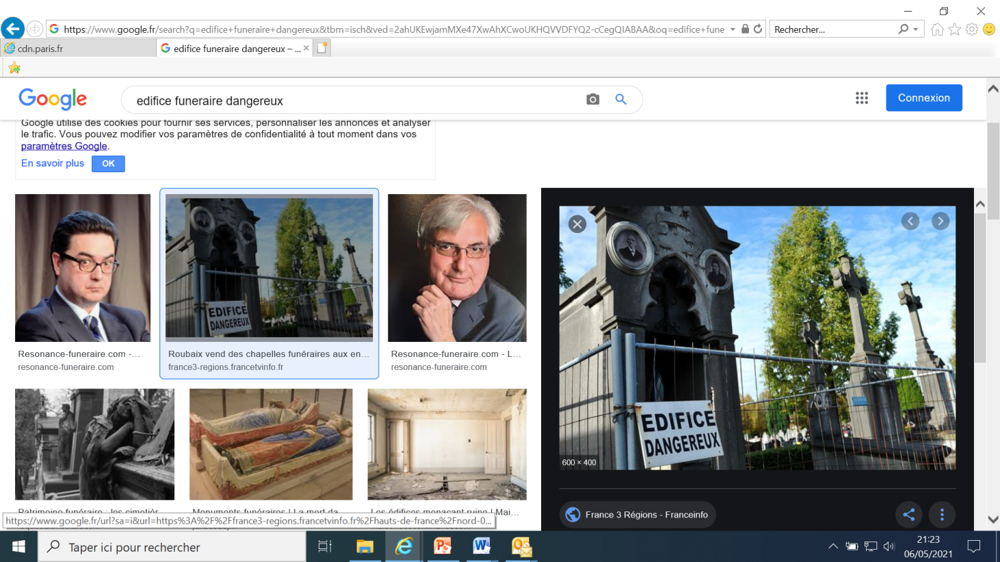 https://www.google.fr/search?q=edifice+funeraire+dangereux&tbm=isch&ved=2ahUKEwjamMXe47XwAhXCwoUKHQVVDFYQ2-cCegQIABAA&oq=edifice+fune
Rechercher...
cdn.paris.fr
edifice funeraire dangereux – ...
Google
edifice funeraire dangereux
Connexion
Google utilise des cookies pour fournir ses services, personnaliser les annonces et analyser
le trafic. Vous pouvez modifier vos paramètres de confidentialité à tout moment dans vos
paramètres Google.
En savoir plus
OK
EDIFICE
DANGEREUX
Resonance-funeraire.com -...
resonance-funeraire.com
Roubaix vend des chapelles funéraires aux en...
france3-regions.francetvinfo.fr
Resonance-funeraire.com - L...
resonance-funeraire.com
EDIFICE
DANGEREUX
600 × 400
France 3 Régions - Franceinfo
Patrimoine funéraire : les cimetièr...
Monuments funéraires | La mort da...
Les édifices menaçant ruine | Mai...
https://www.google.fr/url?sa=i&url=https%3A%2F%2Ffrance3-regions.francetvinfo.fr%2Fhauts-de-france%2Fnord-0...
Taper ici pour rechercher
21:23
06/05/2021